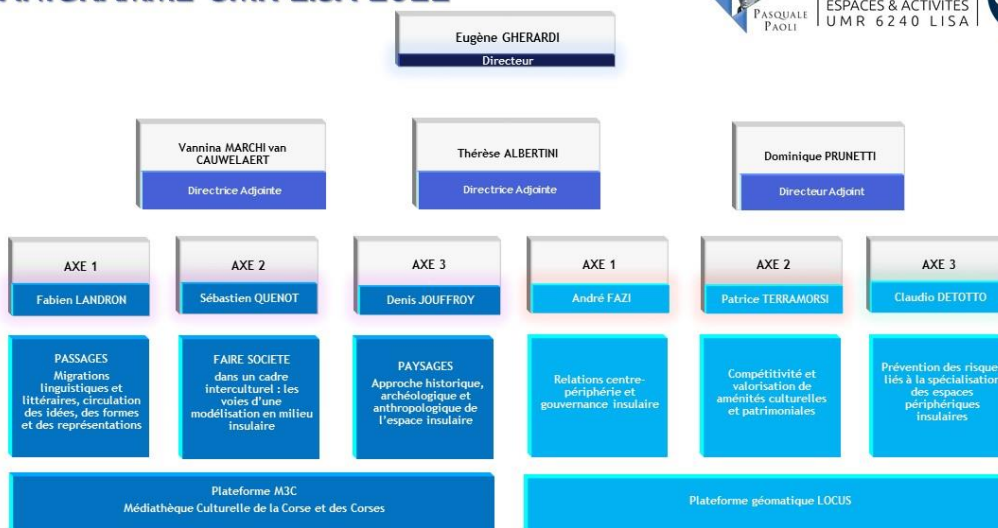 UMR LISA 2022
PASQUALE
PAOLI
ESPACES & ACTIVITÉS
UMR 6240 LISA
Eugène GHERARDI
Directeur
Vannina MARCHI van
CAUWELAERT
Directrice Adjointe
Thérèse ALBERTINI
Directrice Adjointe
Dominique PRUNETTI
Directeur Adjoint
AXE 1
Fabien LANDRON
AXE 2
Sébastien QUENOT
AXE 3
Denis JOUFFROY
AXE 1
André FAZI
AXE 2
Patrice TERRAMORSI
AXE 3
Claudio DETOTTO
PASSAGES
Migrations
linguistiques et
littéraires, circulation
des idées, des formes
et des représentations
FAIRE SOCIETE
dans un cadre
interculturel : les
voies d'une
modélisation en milieu
insulaire
PAYSAGES
Approche historique,
archéologique et
anthropologique de
l'espace insulaire
Relations centre-
périphérie et
gouvernance insulaire
Compétitivité et
valorisation de
aménités culturelles
et patrimoniales
Prévention des risque
liés à la spécialisation
des espaces
périphériques
insulaires
Plateforme M3C
Médiathèque Culturelle de la Corse et des Corses
Plateforme géomatique LOCUS